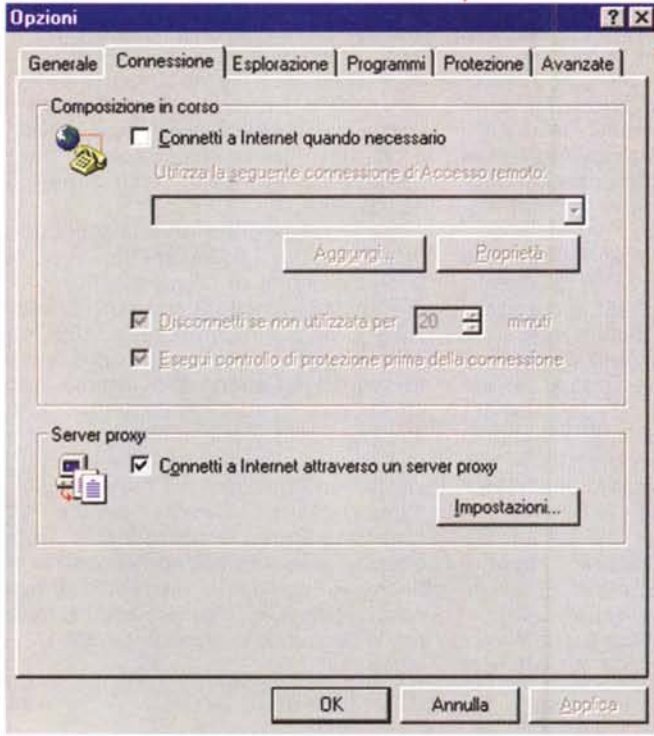 Opzioni
Generale Connessione Esplorazione Programmi Protezione Avanzate
Composizione in corso
Connetti a Internet quando necessario
Utilizza la seguente connessione di Accesso remoto:
Aggiungi... Proprietà
Disconnetti se non utilizzata per 20 minuti
Esegui controllo di protezione prima della connessione
Server proxy
Connetti a Internet attraverso un server proxy
Impostazioni...
OK Annulla Applica